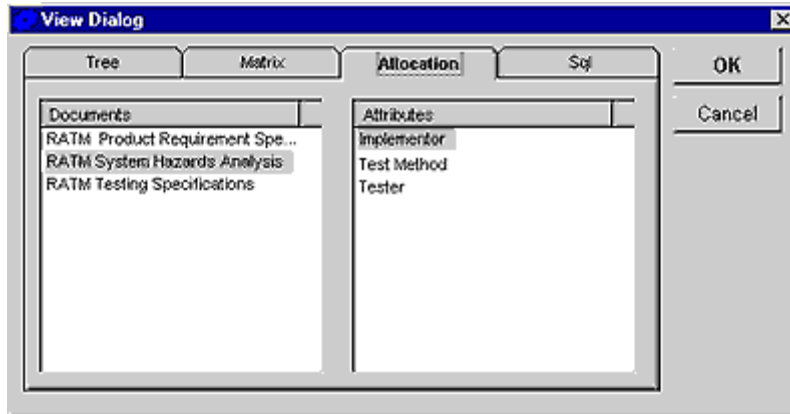 View Dialog
Tree Matrix Allocation Sql
OK
Cancel
Documents
RATM Product Requirement Spe...
RATM System Hazards Analysis
RATM Testing Specifications
Attributes
Implementor
Test Method
Tester